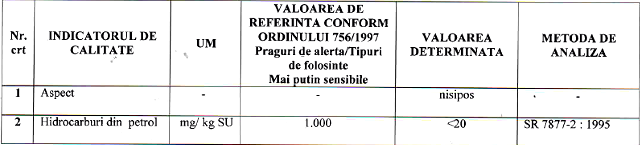 Nr. crt | INDICATORUL DE CALITATE | UM | VALOAREA DE REFERINTA CONFORM ORDINULUI 756/1997 Praguri de alerta/Tipuri de folosinte Mai putin sensibile | VALOAREA DETERMINATA | METODA DE ANALIZA
1 | Aspect | - | - | nisipos | -
2 | Hidrocarburi din petrol | mg/ kg SU | 1.000 | <20 | SR 7877-2 : 1995